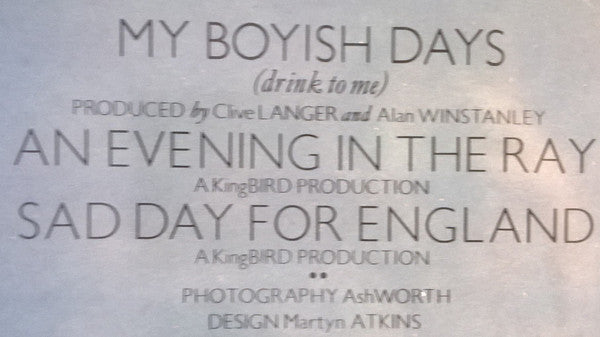 MY BOYISH DAYS
(drink to me)
PRODUCED by Clive LANGER and Alan WINSTANLEY
AN EVENING IN THE RAY
A KingBIRD PRODUCTION
SAD DAY FOR ENGLAND
A KingBIRD PRODUCTION
••
PHOTOGRAPHY AshWORTH
DESIGN Martyn ATKINS